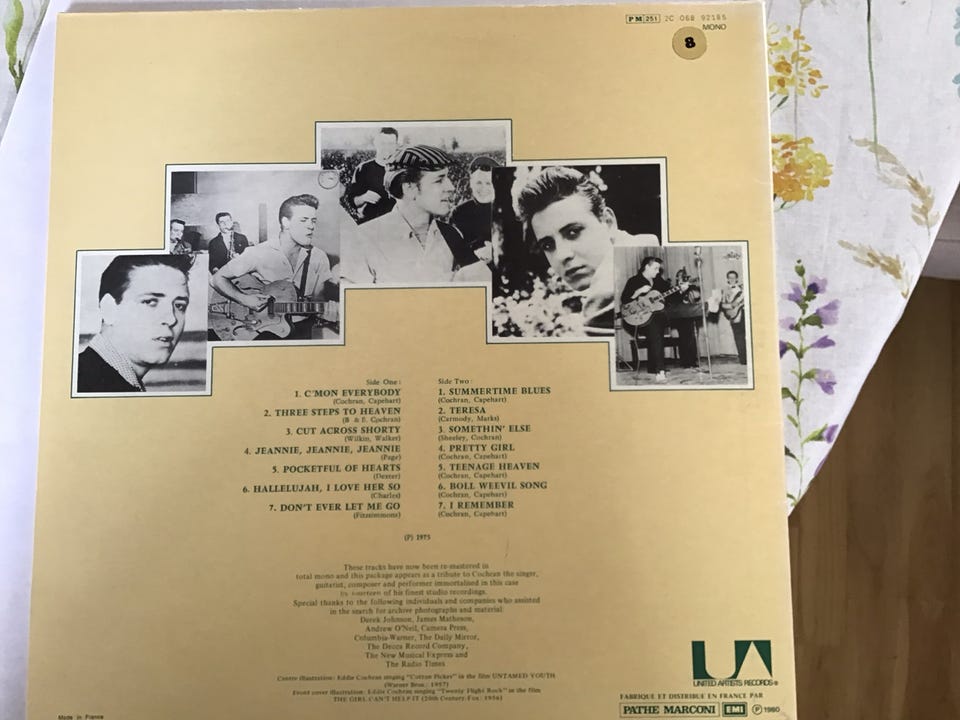 PM 251 2C 068 92185
MONO
8
Side One:
1. C'MON EVERYBODY
(Cochran, Capehart)
2. THREE STEPS TO HEAVEN
(B & E. Cochran)
3. CUT ACROSS SHORTY
(Wilkin, Walker)
4. JEANNIE, JEANNIE, JEANNIE
(Page)
5. POCKETFUL OF HEARTS
(Dexter)
6. HALLELUJAH, I LOVE HER SO
(Charles)
7. DON'T EVER LET ME GO
(Fitzsimmons)
Side Two:
1. SUMMERTIME BLUES
(Cochran, Capehart)
2. TERESA
(Carmody, Marks)
3. SOMETHIN' ELSE
(Sheeley, Cochran)
4. PRETTY GIRL
(Cochran, Capehart)
5. TEENAGE HEAVEN
(Cochran, Capehart)
6. BOLL WEEVIL SONG
(Cochran, Capehart)
7. I REMEMBER
(Cochran, Capehart)
(P) 1975
These tracks have now been re-mastered in
total mono and this package appears as a tribute to Cochran the singer,
guitarist, composer and performer immortalised in this case
by fourteen of his finest studio recordings.
Special thanks to the following individuals and companies who assisted
in the search for archive photographs and material:
Derek Johnson, James Matheson,
Andrew O'Neil, Camera Press,
Columbia-Warner, The Daily Mirror,
The Decca Record Company,
The New Musical Express and
The Radio Times
Centre illustration: Eddie Cochran singing "Cotton Picker" in the film UNTAMED YOUTH
(Warner Bros.: 1957)
Front cover illustration: Eddie Cochran singing "Twenty Flight Rock" in the film
THE GIRL CAN'T HELP IT (20th Century Fox: 1956)
UA
UNITED ARTISTS RECORDS®
FABRIQUÉ ET DISTRIBUÉ EN FRANCE PAR
PATHE MARCONI EMI ℗ 1980
Made in France